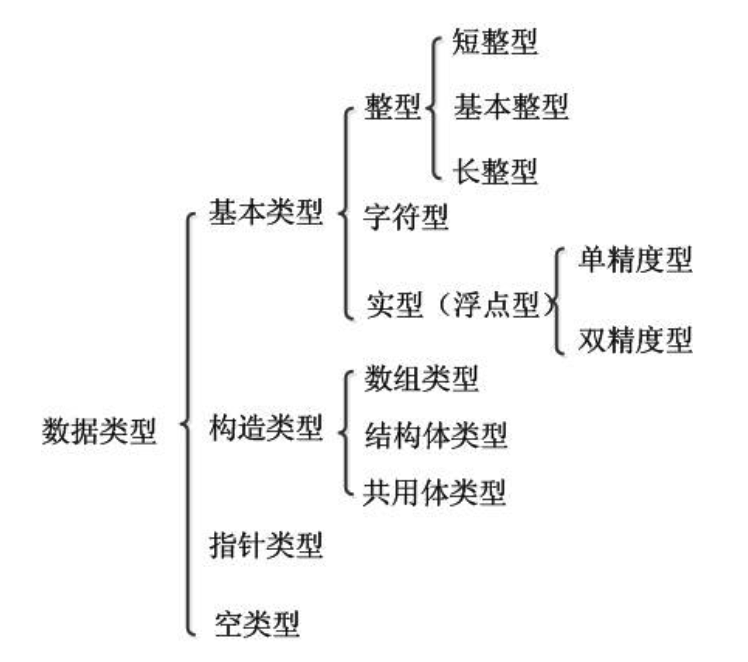 数据类型
基本类型
整型
短整型
基本整型
长整型
字符型
实型（浮点型）
单精度型
双精度型
构造类型
数组类型
结构体类型
共用体类型
指针类型
空类型